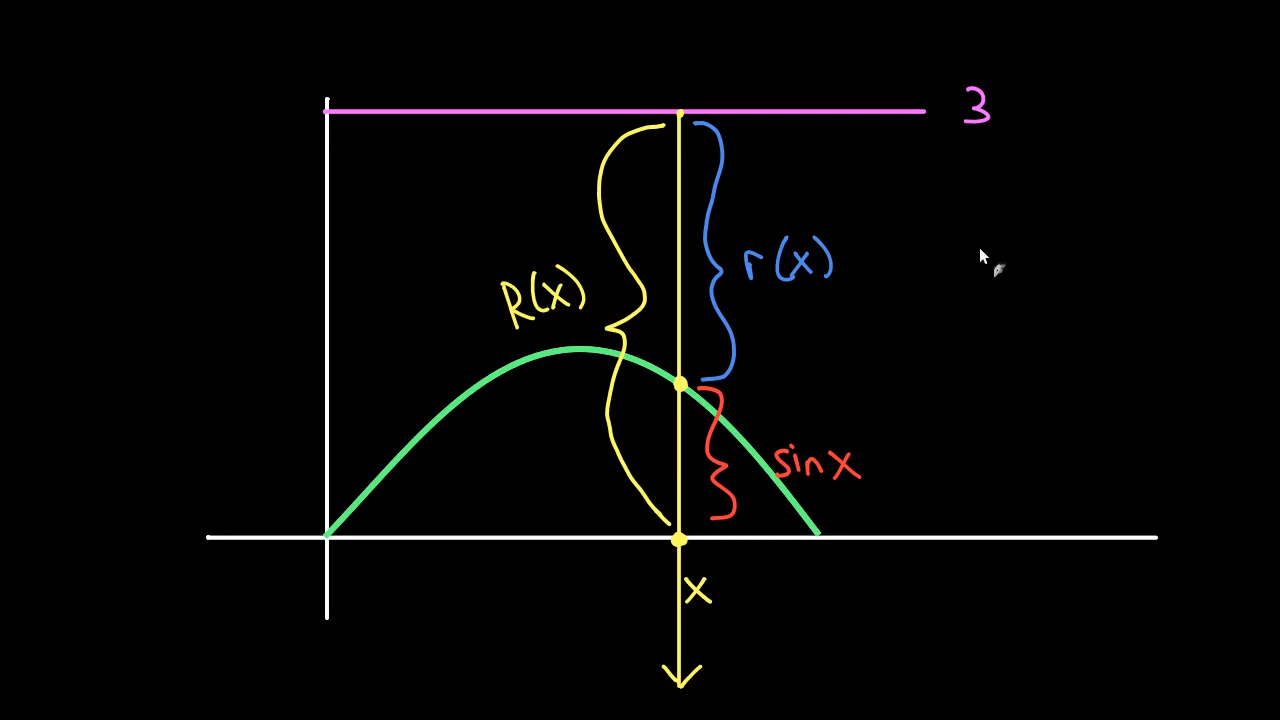 3
r(x)
R(x)
sin x
x